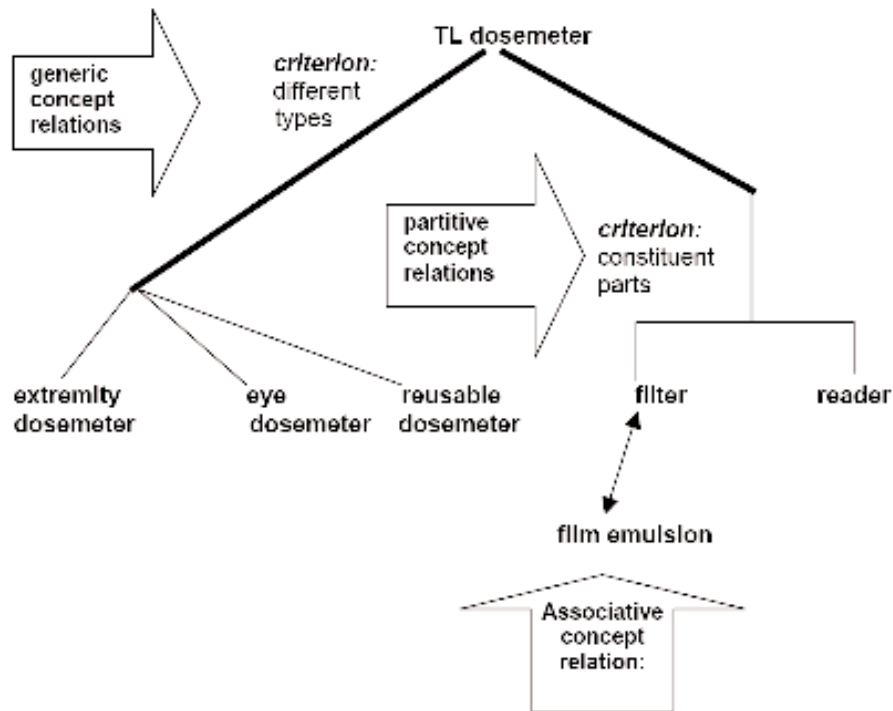 TL dosemeter
generic
concept
relations
criterion:
different
types
partitive
concept
relations
criterion:
constituent
parts
extremity
dosemeter
eye
dosemeter
reusable
dosemeter
filter
reader
film emulsion
Associative
concept
relation: